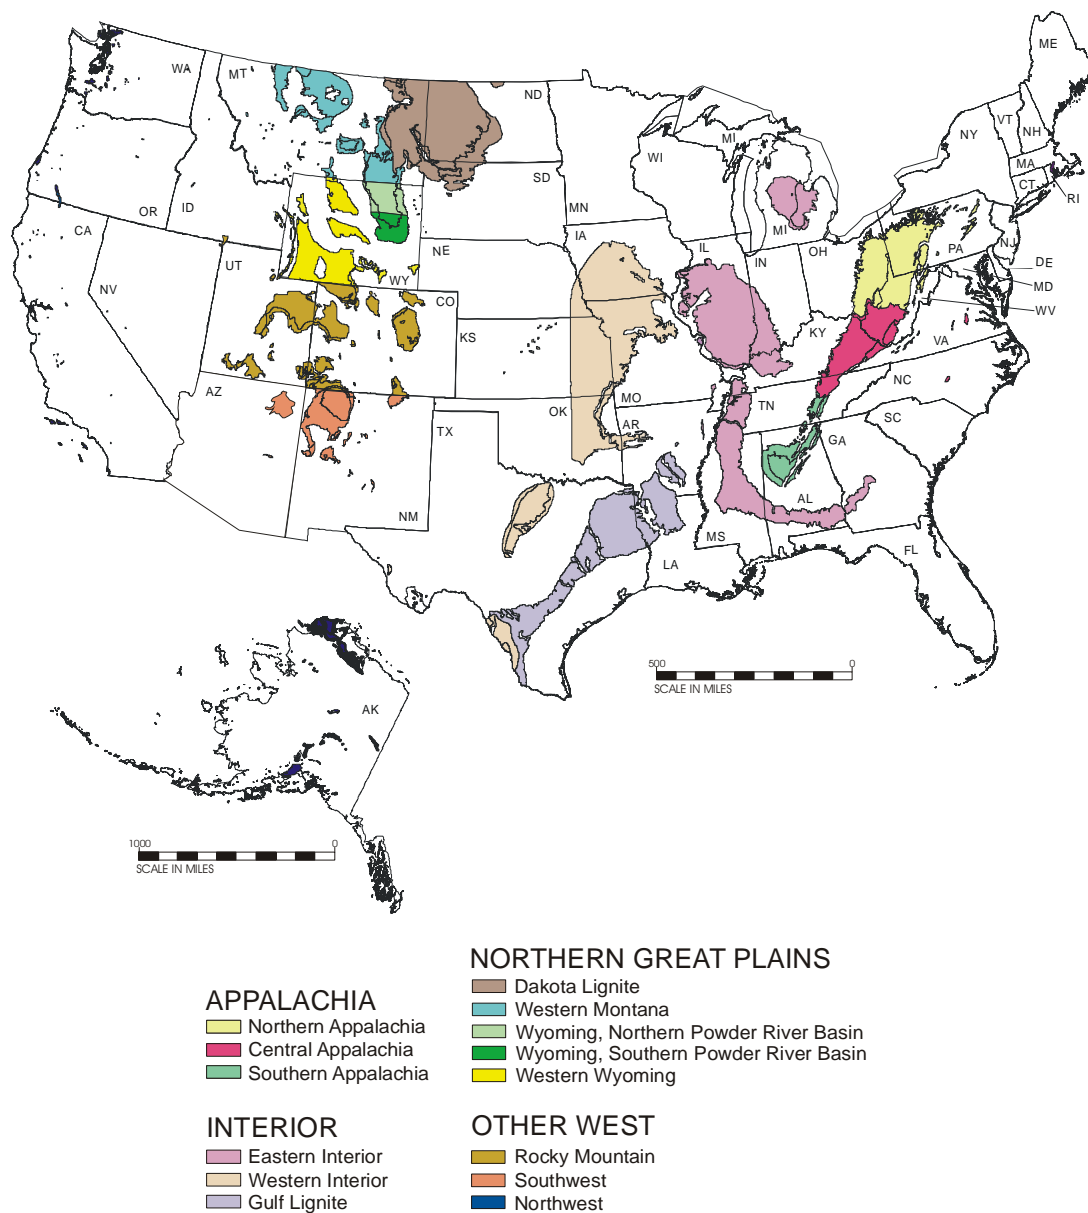 ME
WA
MT
ND
VT
NH
NY
MI
WI
MA
SD
CT
RI
ID
OR
MN
CA
IA
MI
OH
PA
NJ
NE
IL
IN
DE
UT
WY
MD
NV
CO
WV
KS
KY
VA
AZ
NC
MO
OK
TN
AR
SC
TX
GA
AL
NM
MS
FL
LA
500 0
SCALE IN MILES
AK
1000 0
SCALE IN MILES
APPALACHIA
Northern Appalachia
Central Appalachia
Southern Appalachia
NORTHERN GREAT PLAINS
Dakota Lignite
Western Montana
Wyoming, Northern Powder River Basin
Wyoming, Southern Powder River Basin
Western Wyoming
INTERIOR
Eastern Interior
Western Interior
Gulf Lignite
OTHER WEST
Rocky Mountain
Southwest
Northwest